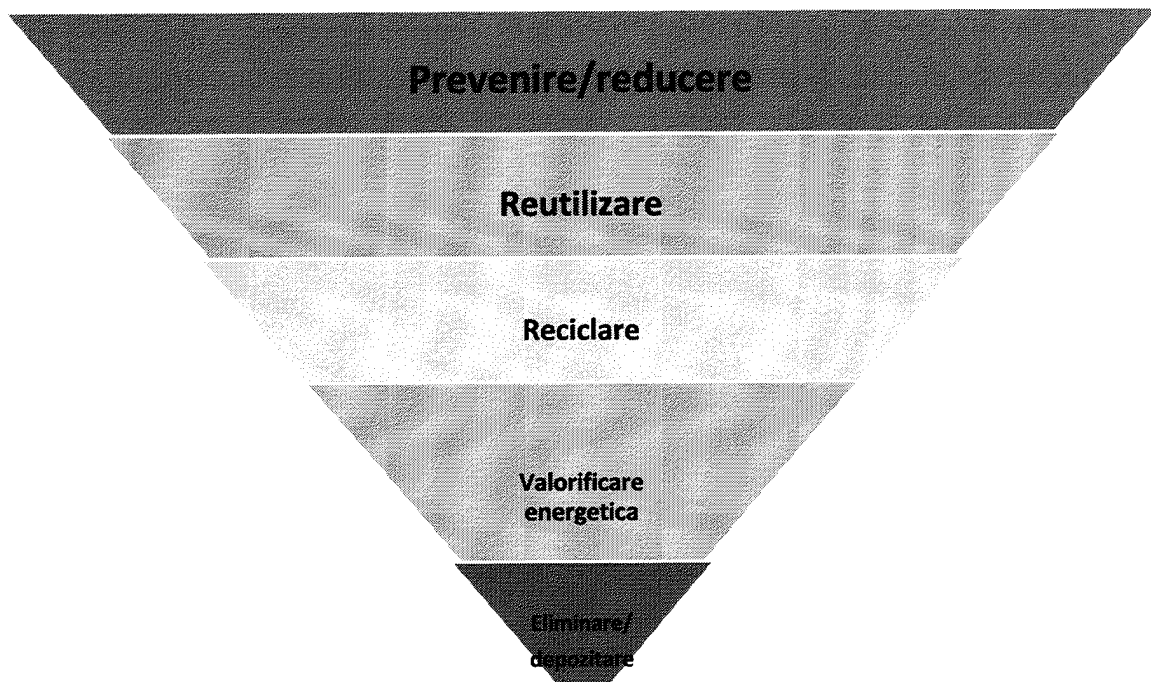 Prevenire/reducere
Reutilizare
Reciclare
Valorificare
energetica
Eliminare/
depozitare